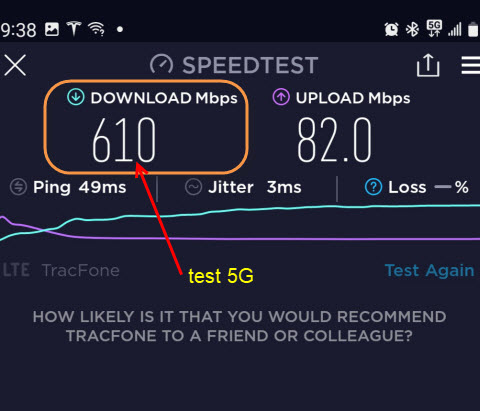 9:38 5G
SPEEDTEST
DOWNLOAD Mbps UPLOAD Mbps
610 82.0
Ping 49ms Jitter 3ms Loss —%
test 5G
LTE TracFone Test Again
HOW LIKELY IS IT THAT YOU WOULD RECOMMEND
TRACFONE TO A FRIEND OR COLLEAGUE?